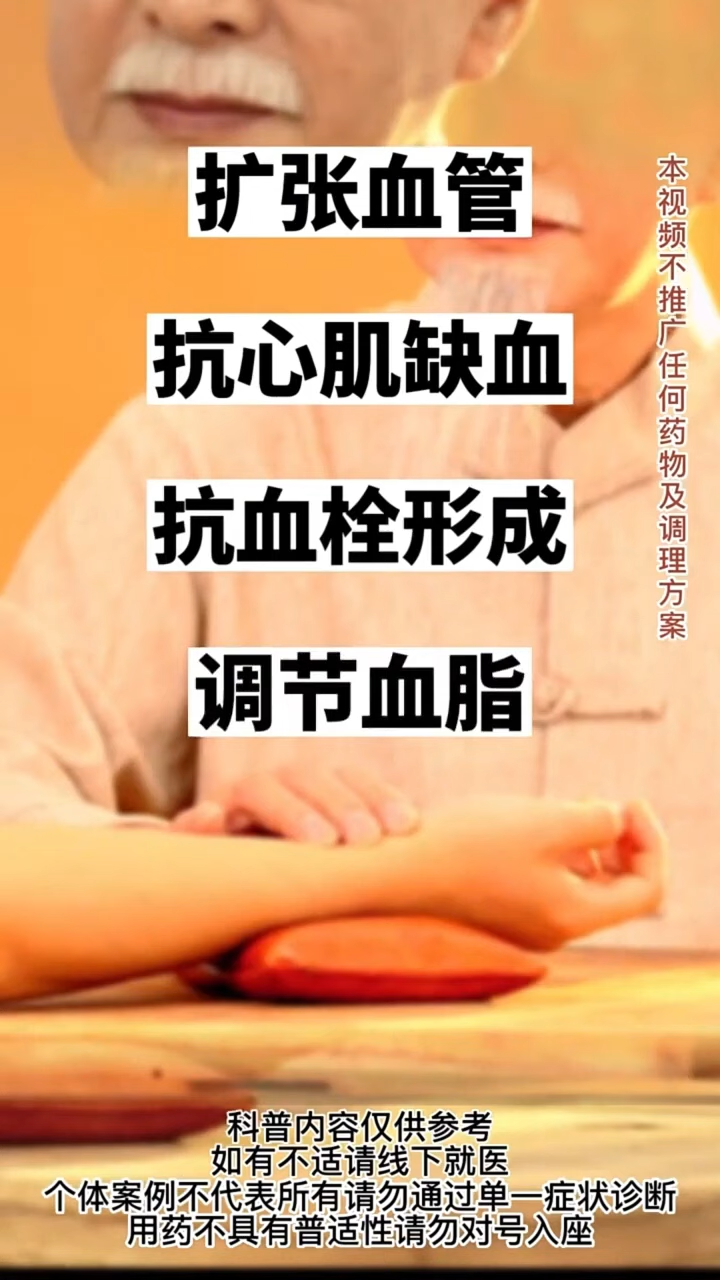 扩张血管
抗心肌缺血
抗血栓形成
调节血脂
本视频不推广任何药物及调理方案
科普内容仅供参考
如有不适请线下就医
个体案例不代表所有请勿通过单一症状诊断
用药不具有普适性请勿对号入座